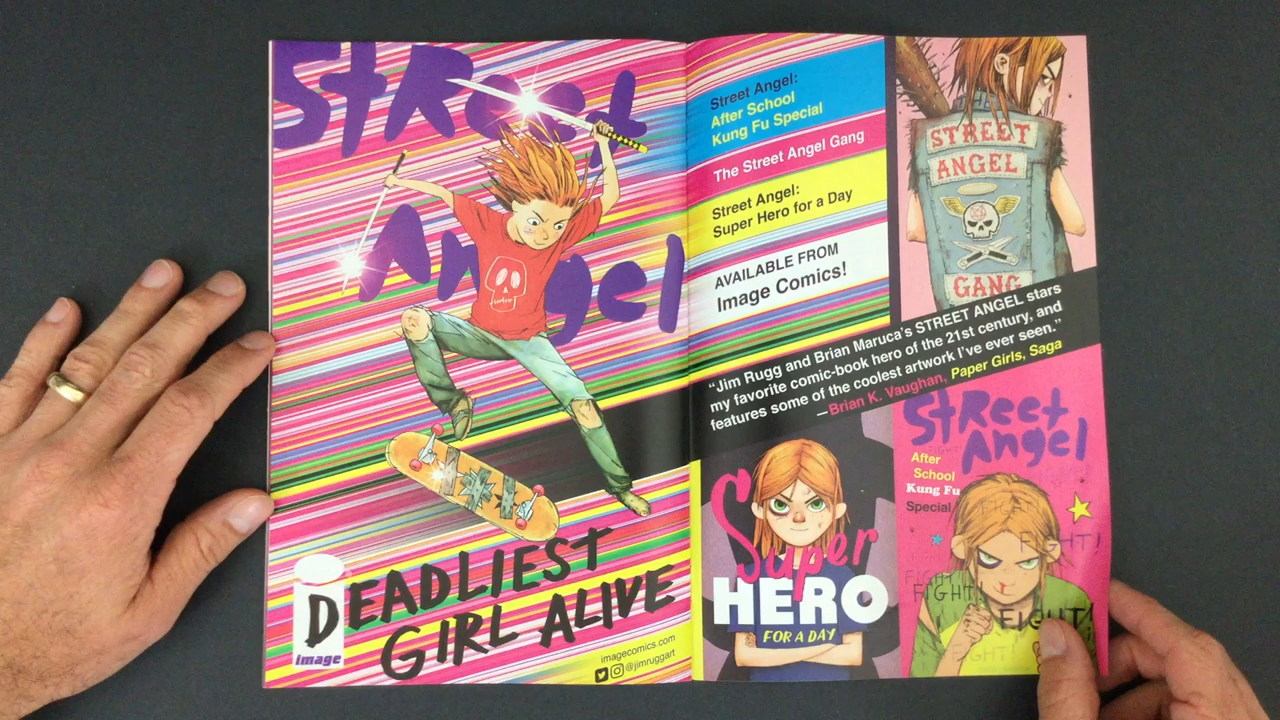 Street
Angel
DEADLIEST
GIRL ALIVE
image
imagecomics.com
@jimruggart
Street Angel:
After School
Kung Fu Special
The Street Angel Gang
Street Angel:
Super Hero for a Day
AVAILABLE FROM
Image Comics!
STREET
ANGEL
GANG
“Jim Rugg and Brian Maruca's STREET ANGEL stars
my favorite comic-book hero of the 21st century, and
features some of the coolest artwork I've ever seen.”
—Brian K. Vaughan, Paper Girls, Saga
Super
HERO
FOR A DAY
Street
Angel
After
School
Kung Fu
Special
FIGHT!
FIGHT!
FIGHT!
FIGHT!